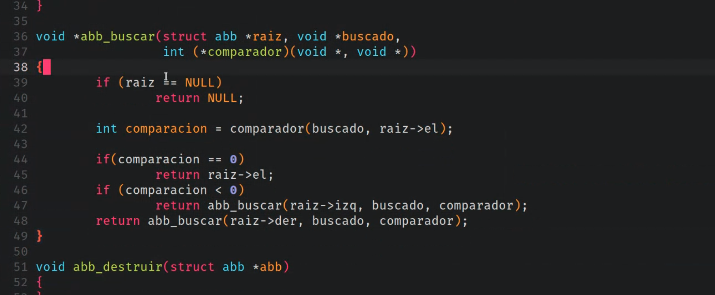 34 }
35
36 void *abb_buscar(struct abb *raiz, void *buscado,
37                  int (*comparador)(void *, void *))
38 {
39         if (raiz == NULL)
40                 return NULL;
41
42         int comparacion = comparador(buscado, raiz->el);
43
44         if(comparacion == 0)
45                 return raiz->el;
46         if (comparacion < 0)
47                 return abb_buscar(raiz->izq, buscado, comparador);
48         return abb_buscar(raiz->der, buscado, comparador);
49 }
50
51 void abb_destruir(struct abb *abb)
52 {